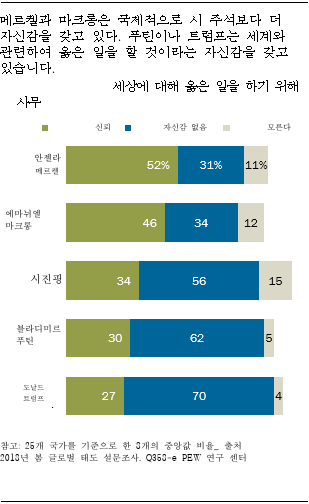 메르켈과 마크롱은 국제적으로 시 주석보다 더
자신감을 갖고 있다. 푸틴이나 트럼프는 세계와
관련하여 옳은 일을 할 것이라는 자신감을 갖고
있습니다.
세상에 대해 옳은 일을 하기 위해
사무
신뢰 자신감 없음 모른다
안젤라
메르켈
52% 31% 11%
에마뉘엘
마크롱
46 34 12
시진핑
34 56 15
블라디미르
푸틴
30 62 5
도날드
트럼프
27 70 4
참고: 25개 국가를 기준으로 한 3개의 중앙값 비율_ 출처
2018년 봄 글로벌 태도 설문조사. Q358-e PEW 연구 센터